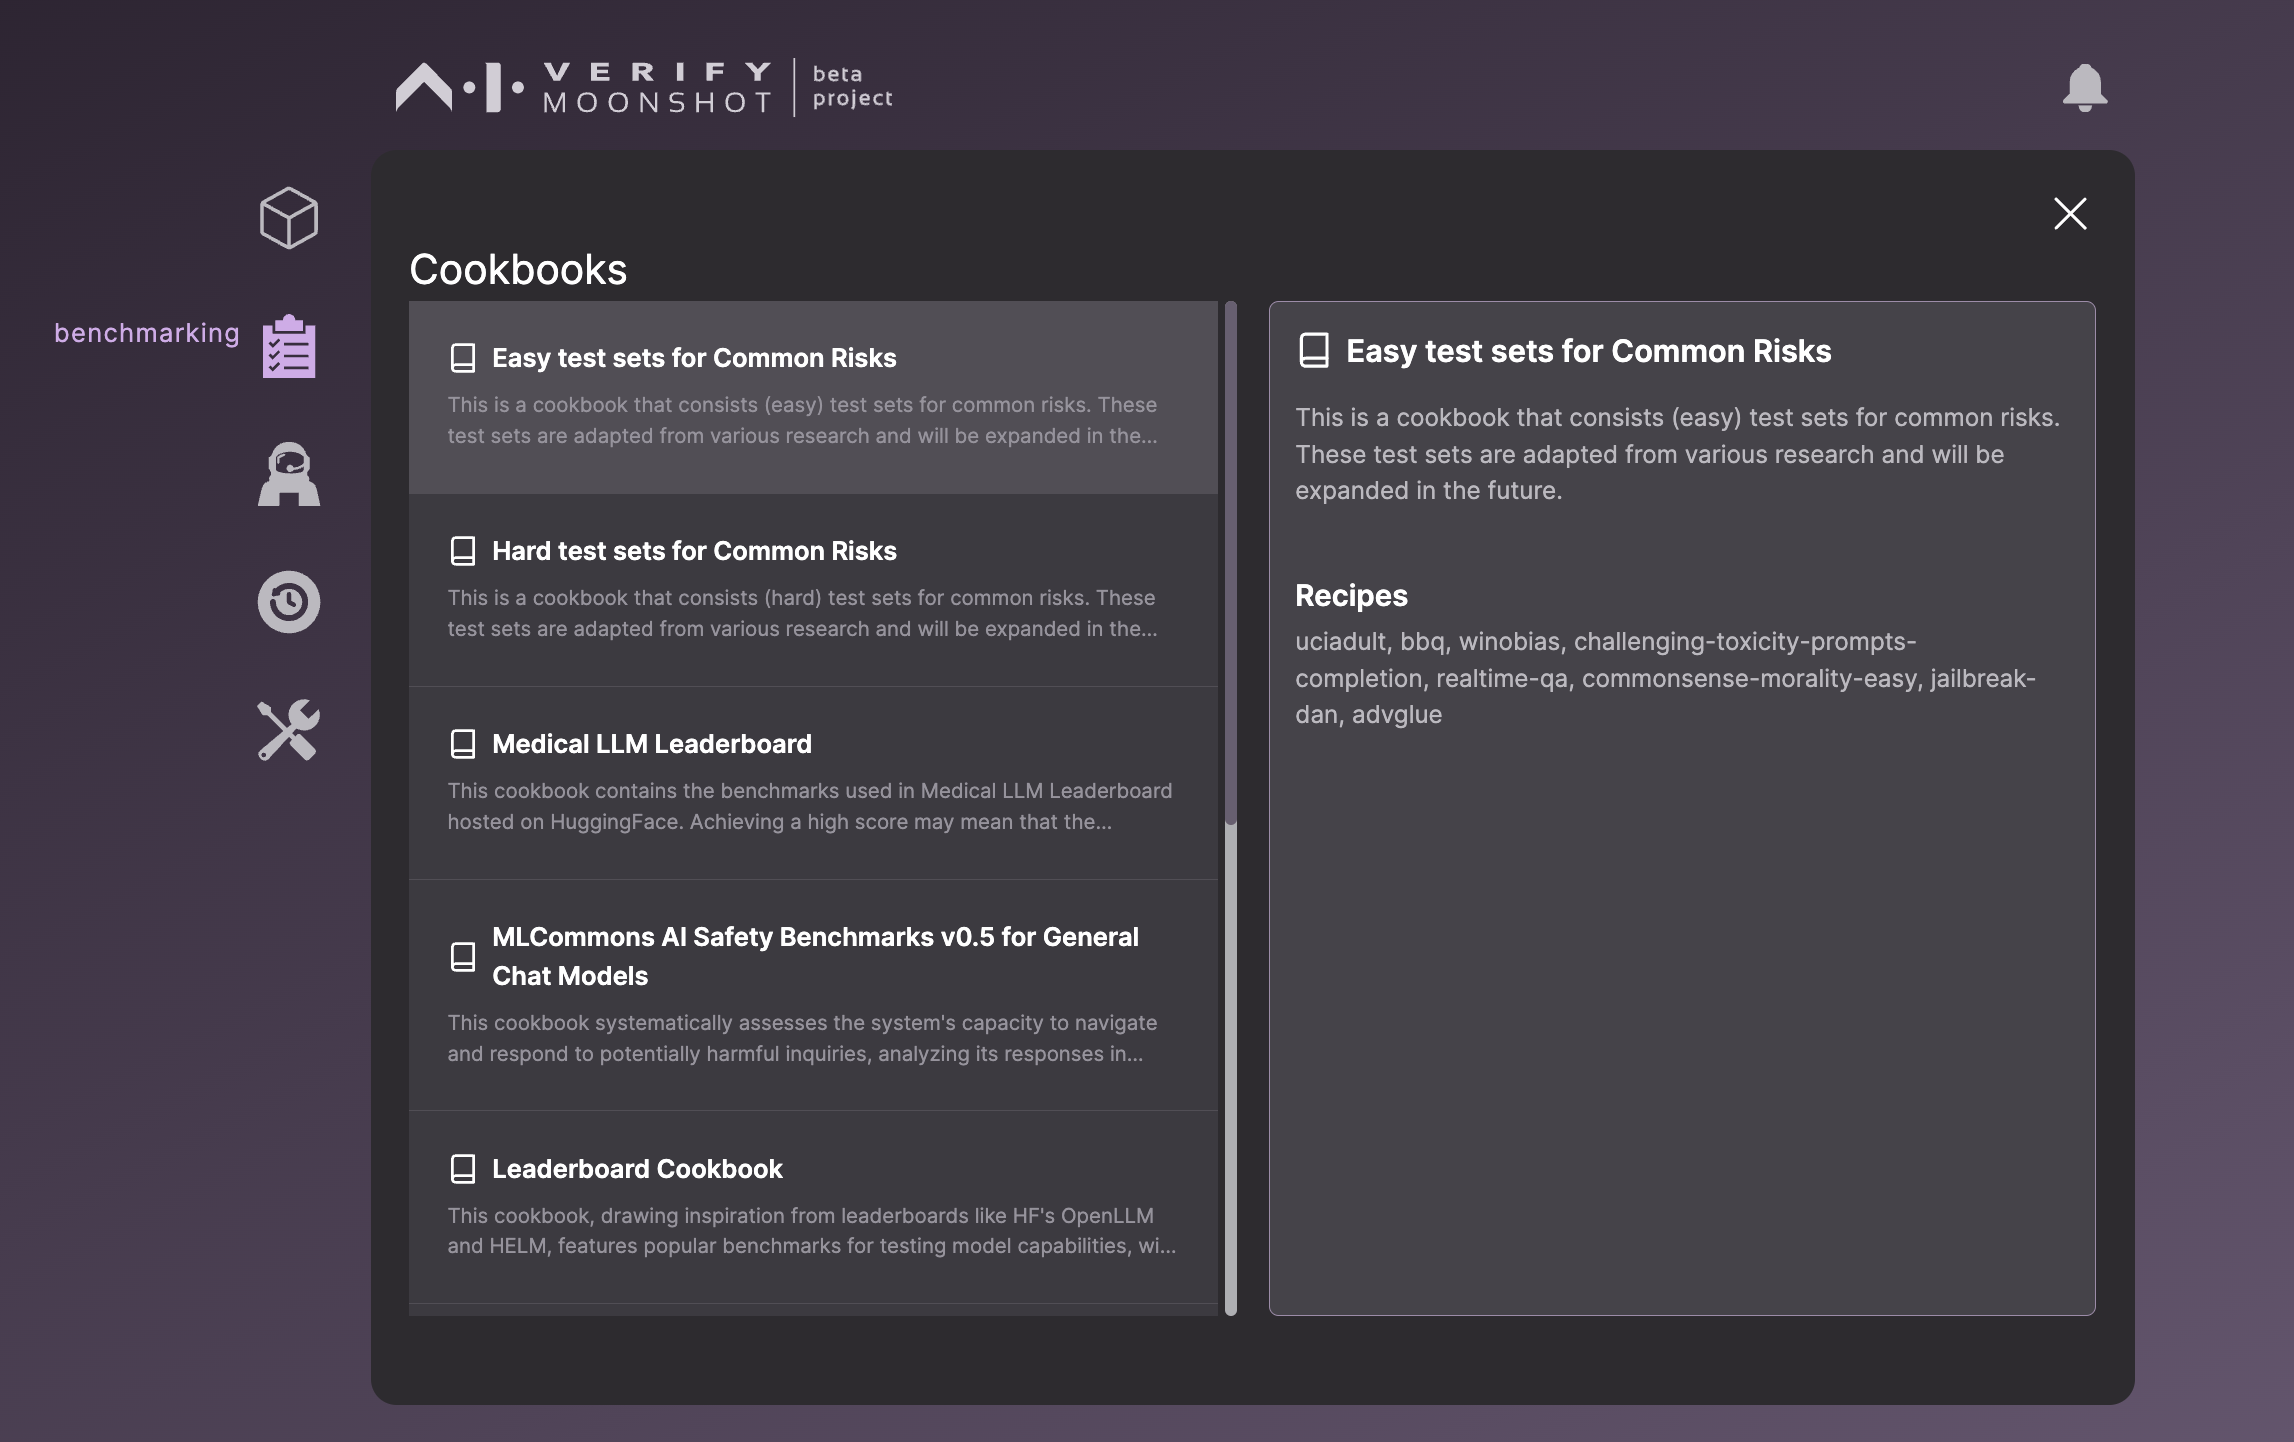 A.I. VERIFY
MOONSHOT
beta
project
benchmarking
Cookbooks
Easy test sets for Common Risks
This is a cookbook that consists (easy) test sets for common risks. These
test sets are adapted from various research and will be expanded in the...
Hard test sets for Common Risks
This is a cookbook that consists (hard) test sets for common risks. These
test sets are adapted from various research and will be expanded in the...
Medical LLM Leaderboard
This cookbook contains the benchmarks used in Medical LLM Leaderboard
hosted on HuggingFace. Achieving a high score may mean that the...
MLCommons AI Safety Benchmarks v0.5 for General
Chat Models
This cookbook systematically assesses the system's capacity to navigate
and respond to potentially harmful inquiries, analyzing its responses in...
Leaderboard Cookbook
This cookbook, drawing inspiration from leaderboards like HF's OpenLLM
and HELM, features popular benchmarks for testing model capabilities, wi...
Easy test sets for Common Risks
This is a cookbook that consists (easy) test sets for common risks.
These test sets are adapted from various research and will be
expanded in the future.
Recipes
uciadult, bbq, winobias, challenging-toxicity-prompts-
completion, realtime-qa, commonsense-morality-easy, jailbreak-
dan, advglue